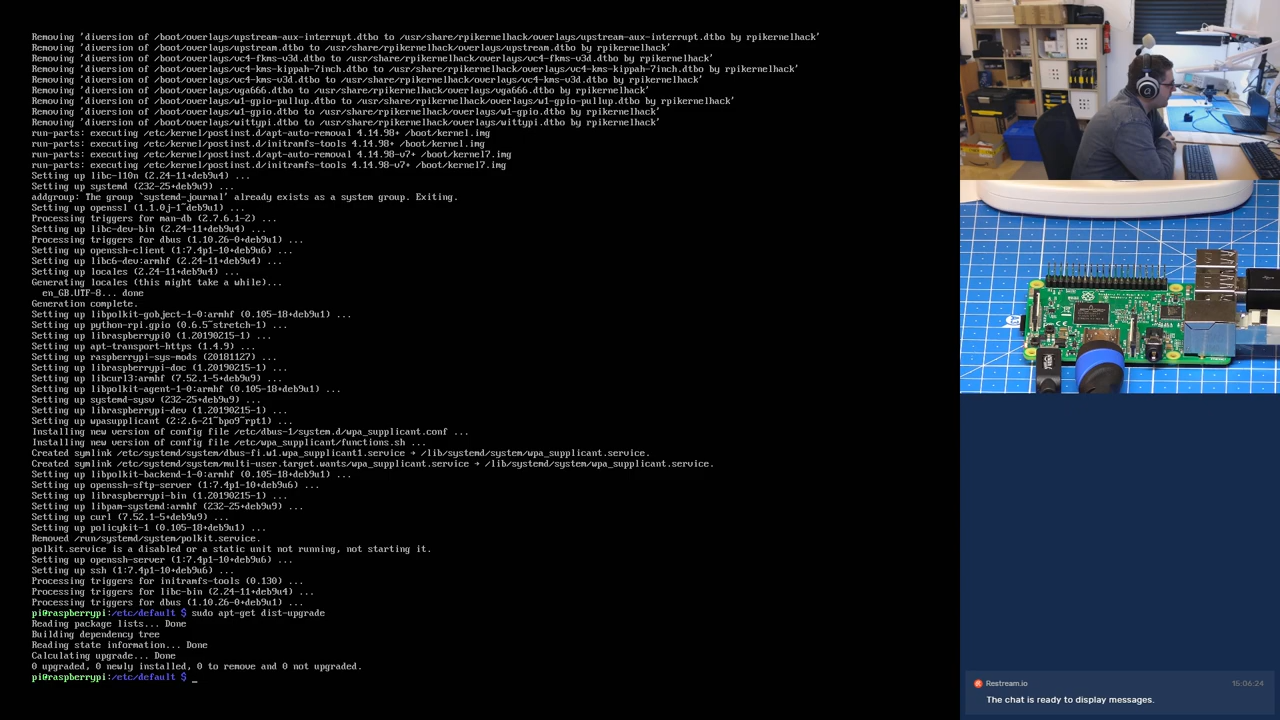 Removing 'diversion of /boot/overlays/upstream-aux-interrupt.dtbo to /usr/share/rpikernelhack/overlays/upstream-aux-interrupt.dtbo by rpikernelhack'
Removing 'diversion of /boot/overlays/upstream.dtbo to /usr/share/rpikernelhack/overlays/upstream.dtbo by rpikernelhack'
Removing 'diversion of /boot/overlays/vc4-fkms-v3d.dtbo to /usr/share/rpikernelhack/overlays/vc4-fkms-v3d.dtbo by rpikernelhack'
Removing 'diversion of /boot/overlays/vc4-kms-kippah-7inch.dtbo to /usr/share/rpikernelhack/overlays/vc4-kms-kippah-7inch.dtbo by rpikernelhack'
Removing 'diversion of /boot/overlays/vc4-kms-v3d.dtbo to /usr/share/rpikernelhack/overlays/vc4-kms-v3d.dtbo by rpikernelhack'
Removing 'diversion of /boot/overlays/vga666.dtbo to /usr/share/rpikernelhack/overlays/vga666.dtbo by rpikernelhack'
Removing 'diversion of /boot/overlays/w1-gpio-pullup.dtbo to /usr/share/rpikernelhack/overlays/w1-gpio-pullup.dtbo by rpikernelhack'
Removing 'diversion of /boot/overlays/w1-gpio.dtbo to /usr/share/rpikernelhack/overlays/w1-gpio.dtbo by rpikernelhack'
Removing 'diversion of /boot/overlays/wittypi.dtbo to /usr/share/rpikernelhack/overlays/wittypi.dtbo by rpikernelhack'
run-parts: executing /etc/kernel/postinst.d/apt-auto-removal 4.14.98+ /boot/kernel.img
run-parts: executing /etc/kernel/postinst.d/initramfs-tools 4.14.98+ /boot/kernel.img
run-parts: executing /etc/kernel/postinst.d/apt-auto-removal 4.14.98-v7+ /boot/kernel7.img
run-parts: executing /etc/kernel/postinst.d/initramfs-tools 4.14.98-v7+ /boot/kernel7.img
Setting up libc-l10n (2.24-11+deb9u4) ...
Setting up systemd (232-25+deb9u9) ...
addgroup: The group `systemd-journal' already exists as a system group. Exiting.
Setting up openssl (1.1.0j-1~deb9u1) ...
Processing triggers for man-db (2.7.6.1-2) ...
Setting up libc-dev-bin (2.24-11+deb9u4) ...
Processing triggers for dbus (1.10.26-0+deb9u1) ...
Setting up openssh-client (1:7.4p1-10+deb9u6) ...
Setting up libc6-dev:armhf (2.24-11+deb9u4) ...
Setting up locales (2.24-11+deb9u4) ...
Generating locales (this might take a while)...
en_GB.UTF-8... done
Generation complete.
Setting up libpolkit-gobject-1-0:armhf (0.105-18+deb9u1) ...
Setting up python-rpi.gpio (0.6.5~stretch-1) ...
Setting up libraspberrypi0 (1.20190215-1) ...
Setting up apt-transport-https (1.4.9) ...
Setting up raspberrypi-sys-mods (20181127) ...
Setting up libraspberrypi-doc (1.20190215-1) ...
Setting up libcurl3:armhf (7.52.1-5+deb9u9) ...
Setting up libpolkit-agent-1-0:armhf (0.105-18+deb9u1) ...
Setting up systemd-sysv (232-25+deb9u9) ...
Setting up libraspberrypi-dev (1.20190215-1) ...
Setting up wpasupplicant (2:2.6-21~bpo9~rpt1) ...
Installing new version of config file /etc/dbus-1/system.d/wpa_supplicant.conf ...
Installing new version of config file /etc/wpa_supplicant/functions.sh ...
Created symlink /etc/systemd/system/dbus-fi.w1.wpa_supplicant1.service → /lib/systemd/system/wpa_supplicant.service.
Created symlink /etc/systemd/system/multi-user.target.wants/wpa_supplicant.service → /lib/systemd/system/wpa_supplicant.service.
Setting up libpolkit-backend-1-0:armhf (0.105-18+deb9u1) ...
Setting up openssh-sftp-server (1:7.4p1-10+deb9u6) ...
Setting up libraspberrypi-bin (1.20190215-1) ...
Setting up libpam-systemd:armhf (232-25+deb9u9) ...
Setting up curl (7.52.1-5+deb9u9) ...
Setting up policykit-1 (0.105-18+deb9u1) ...
Removed /run/systemd/system/polkit.service.
polkit.service is a disabled or a static unit not running, not starting it.
Setting up openssh-server (1:7.4p1-10+deb9u6) ...
Setting up ssh (1:7.4p1-10+deb9u6) ...
Processing triggers for initramfs-tools (0.130) ...
Processing triggers for libc-bin (2.24-11+deb9u4) ...
Processing triggers for dbus (1.10.26-0+deb9u1) ...
pi@raspberrypi:/etc/default $ sudo apt-get dist-upgrade
Reading package lists... Done
Building dependency tree
Reading state information... Done
Calculating upgrade... Done
0 upgraded, 0 newly installed, 0 to remove and 0 not upgraded.
pi@raspberrypi:/etc/default $ _
Restream.io 15:06:24
The chat is ready to display messages.